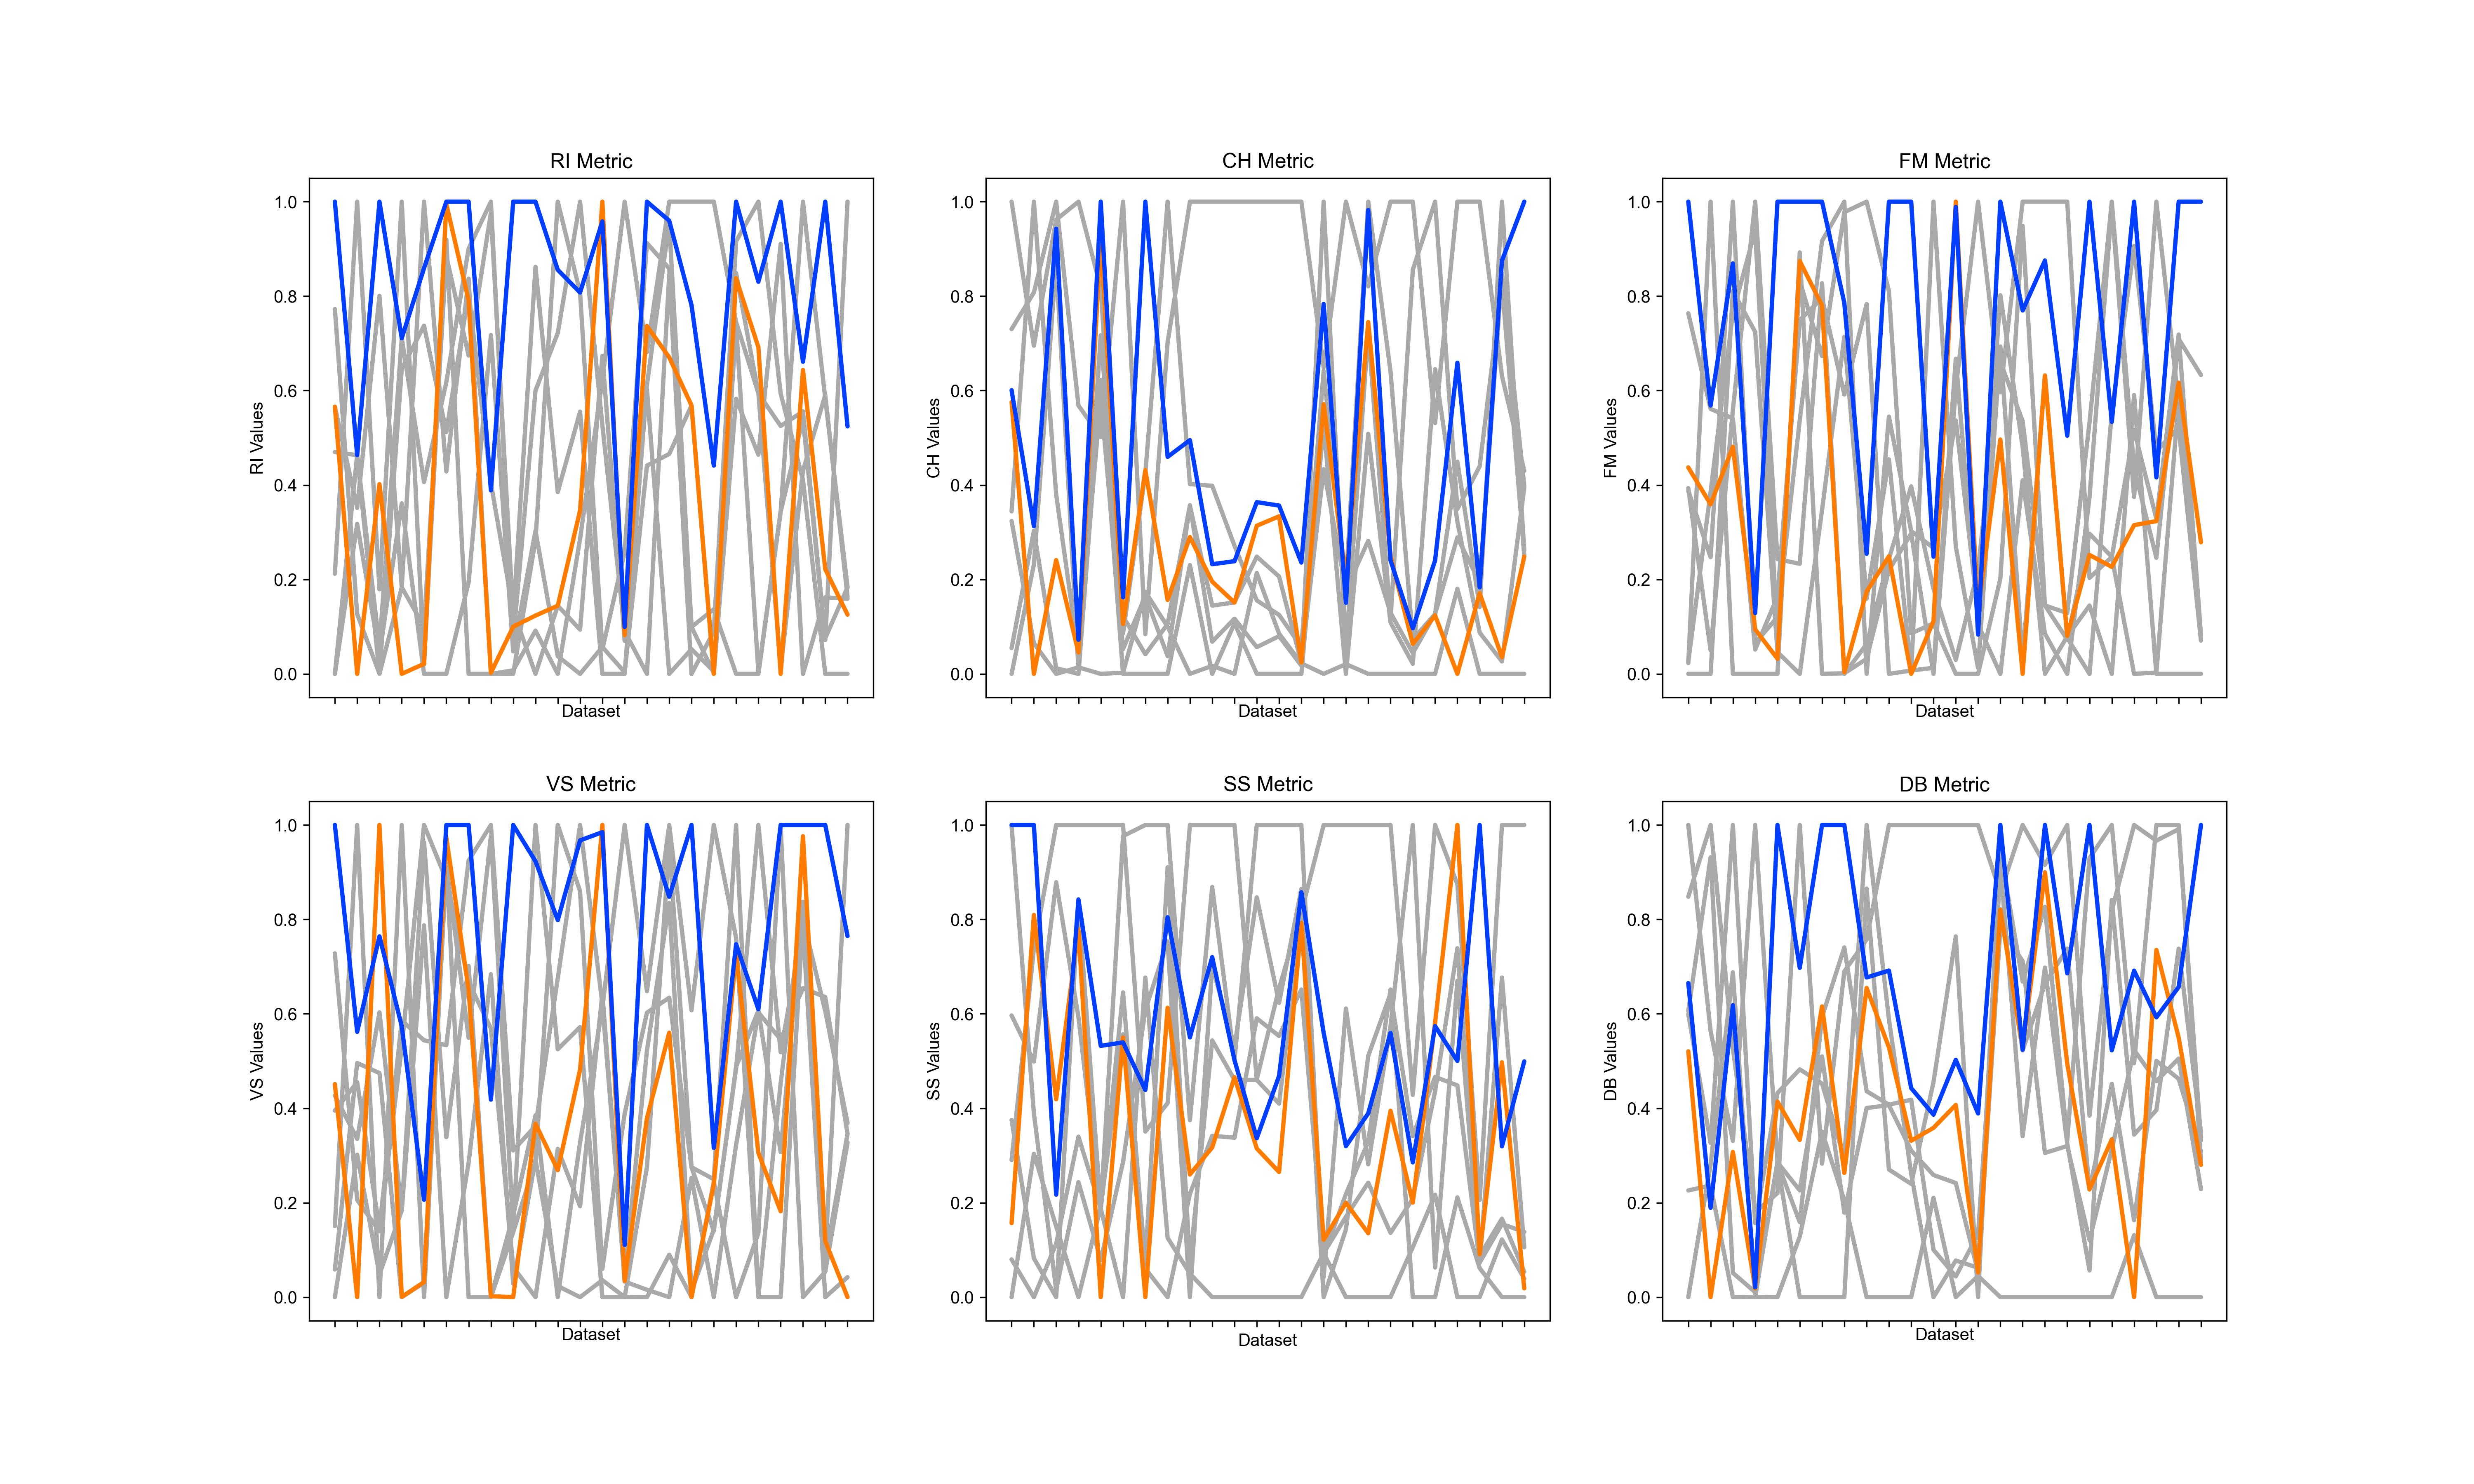 RI Metric
RI Values
1.0
0.8
0.6
0.4
0.2
0.0
Dataset
CH Metric
CH Values
1.0
0.8
0.6
0.4
0.2
0.0
Dataset
FM Metric
FM Values
1.0
0.8
0.6
0.4
0.2
0.0
Dataset
VS Metric
VS Values
1.0
0.8
0.6
0.4
0.2
0.0
Dataset
SS Metric
SS Values
1.0
0.8
0.6
0.4
0.2
0.0
Dataset
DB Metric
DB Values
1.0
0.8
0.6
0.4
0.2
0.0
Dataset